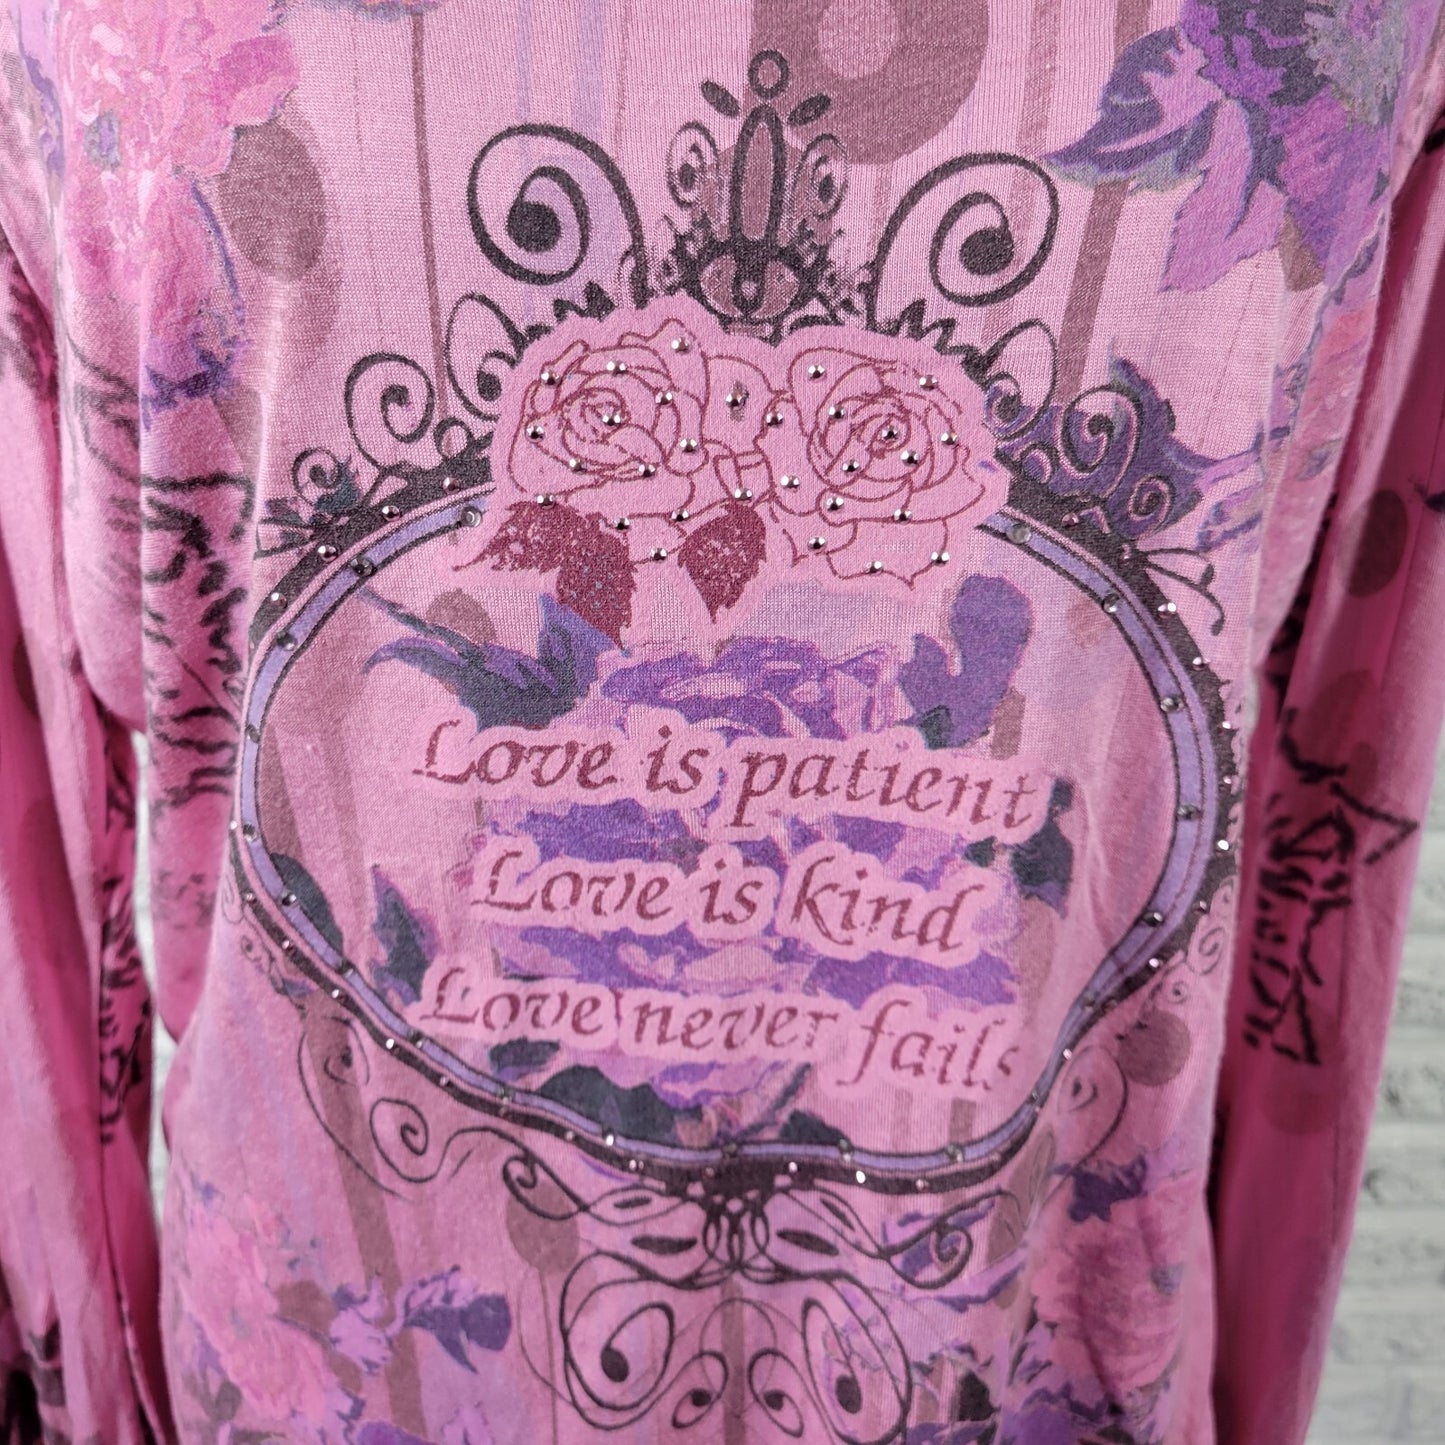 Love is patient
Love is kind
Love never fails